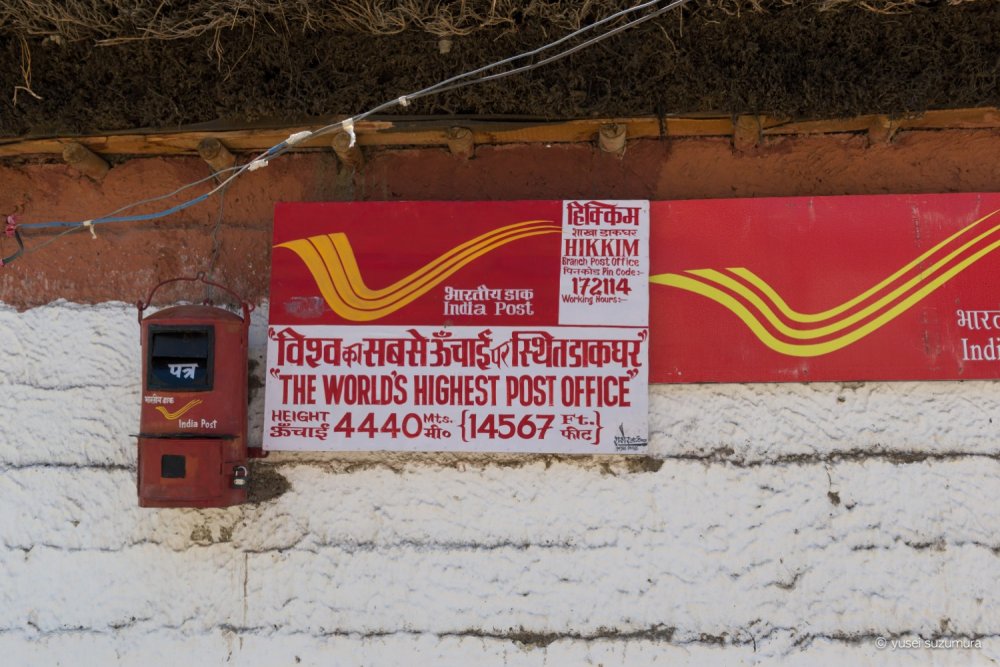 पत्र
भारतीय डाक
India Post
भारतीय डाक
India Post
हिक्किम
शाखा डाकघर
HIKKIM
Branch Post Office
पिनकोड Pin Code:-
172114
Working Hours:-
"विश्व का सबसे ऊँचाई पर स्थित डाकघर"
"THE WORLD'S HIGHEST POST OFFICE"
HEIGHT
ऊँचाई 4440 Mts. मी० {14567 Ft. फीट}
भारतीय
© yusei suzumura